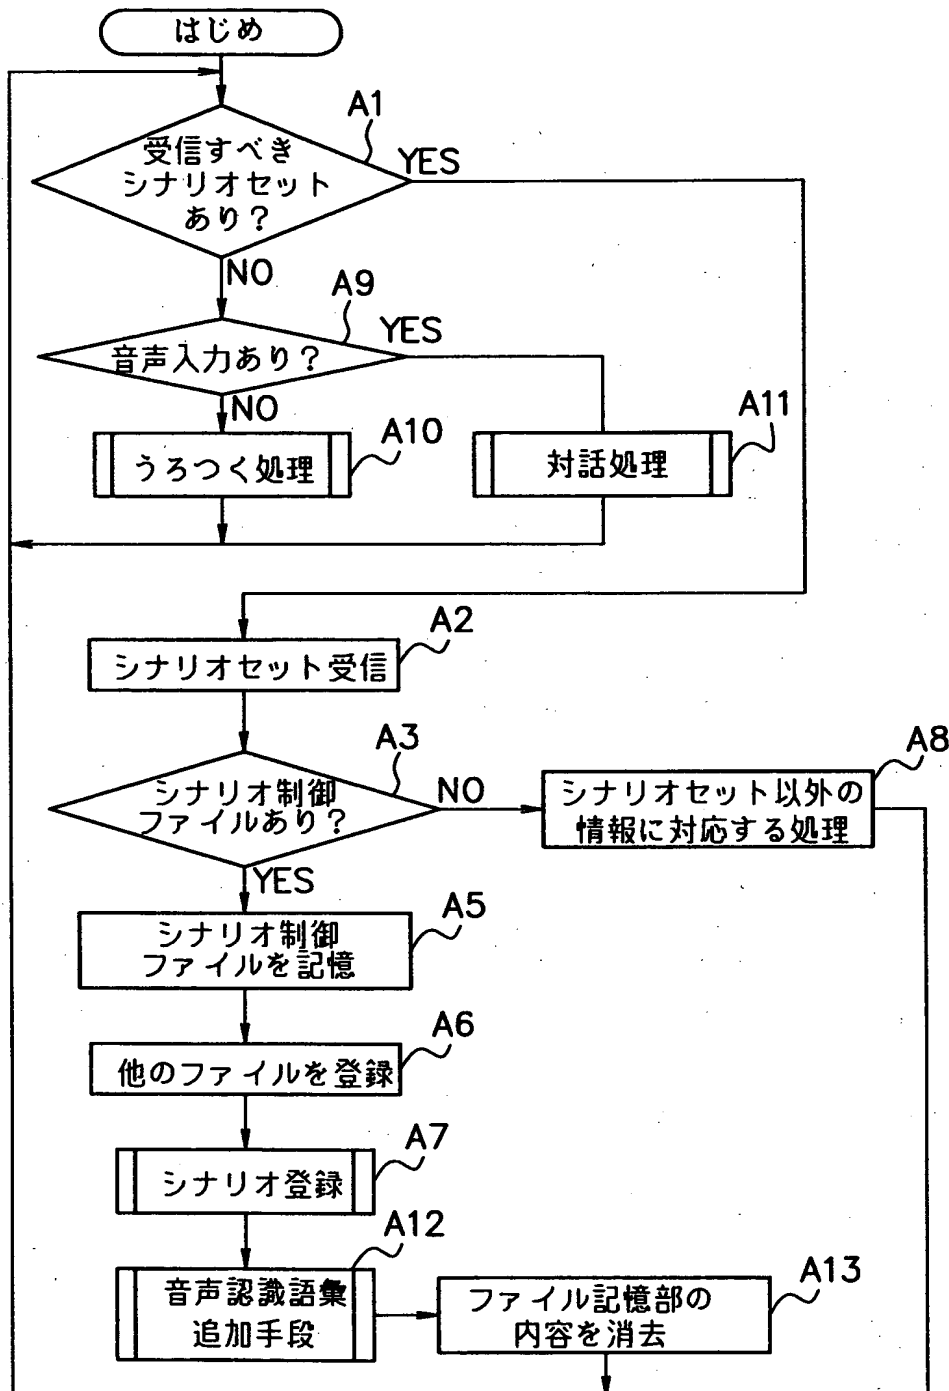 はじめ
A1
受信すべき
シナリオセット
あり？
YES
NO
A9
音声入力あり？
YES
NO
A10
うろつく処理
A11
対話処理
A2
シナリオセット受信
A3
シナリオ制御
ファイルあり？
NO
YES
A8
シナリオセット以外の
情報に対応する処理
A5
シナリオ制御
ファイルを記憶
A6
他のファイルを登録
A7
シナリオ登録
A12
音声認識語彙
追加手段
A13
ファイル記憶部の
内容を消去